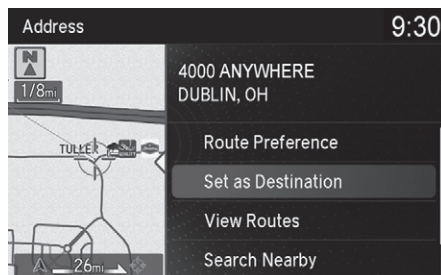 Address
9:30
N
1/8mi
4000 ANYWHERE
DUBLIN, OH
TULLER
Route Preference
Set as Destination
View Routes
Search Nearby
26mi